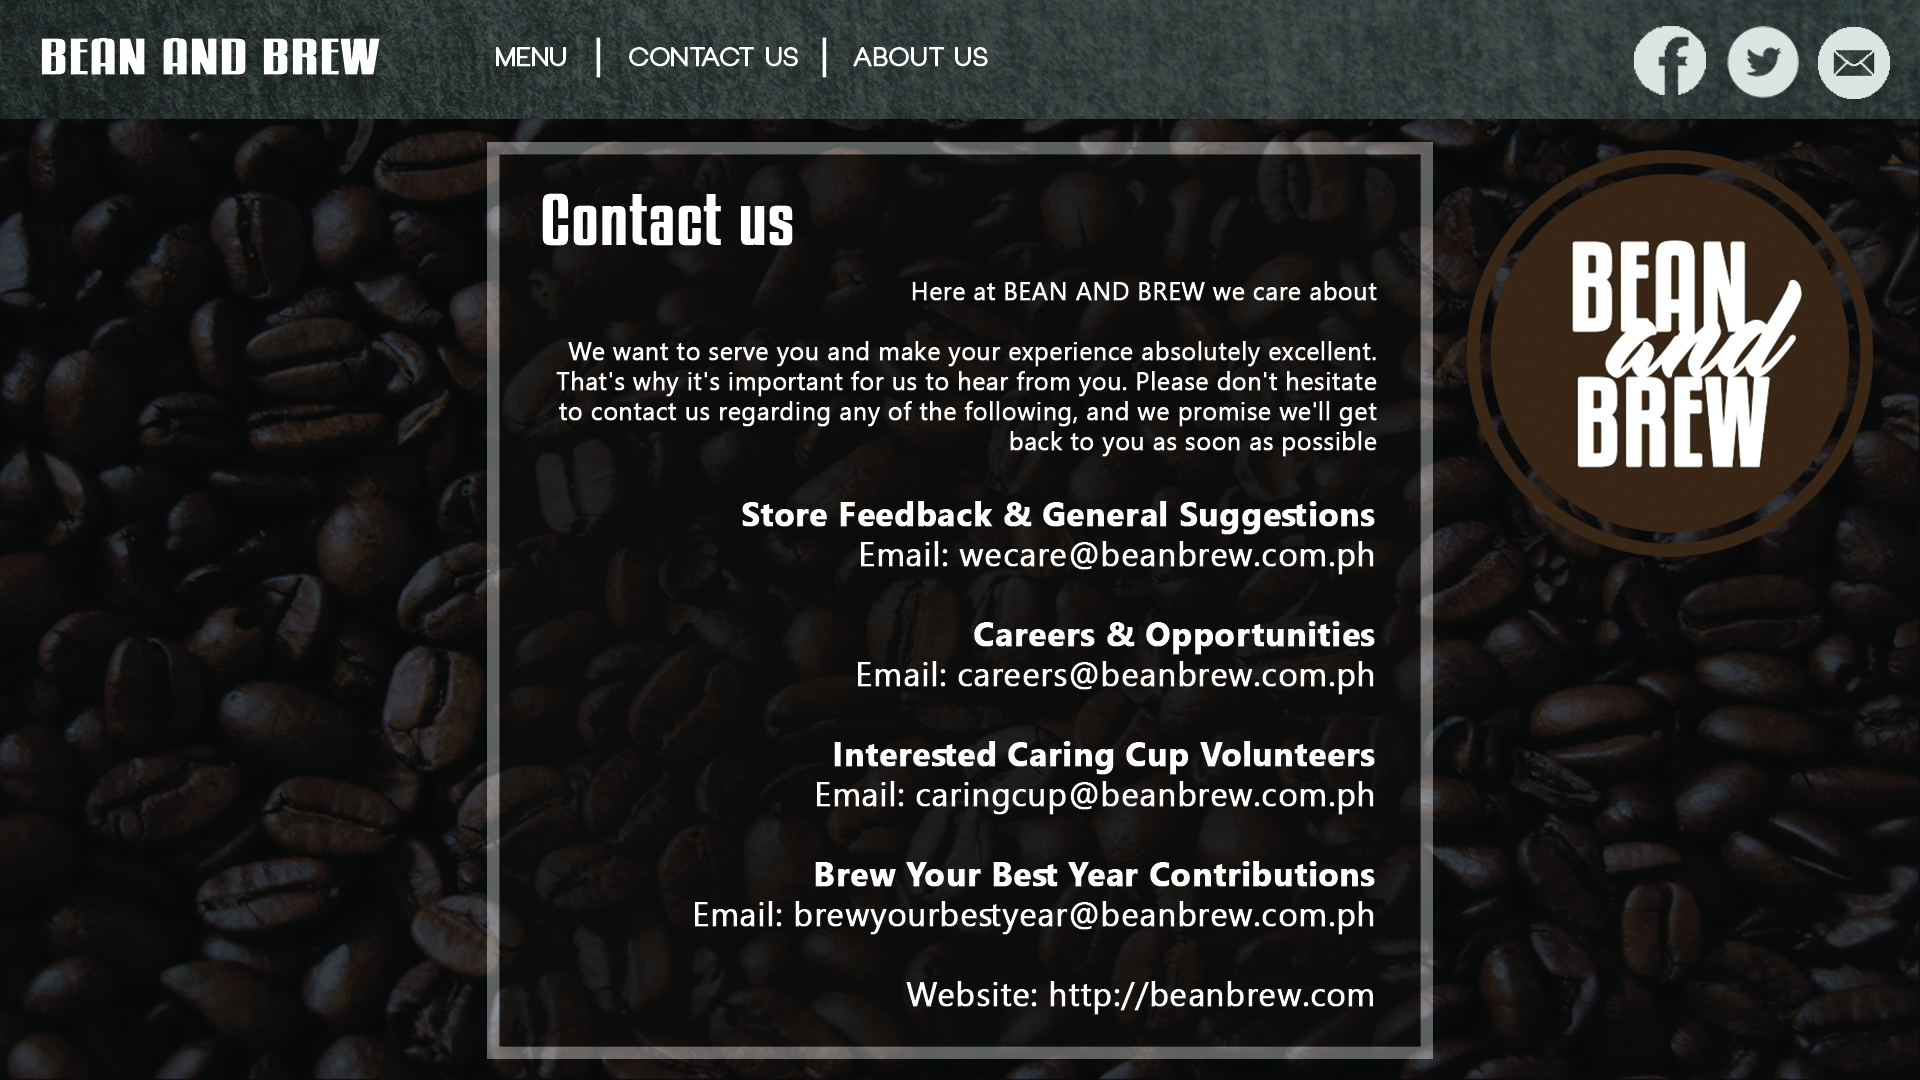 BEAN AND BREW
MENU | CONTACT US | ABOUT US
Contact us
Here at BEAN AND BREW we care about
We want to serve you and make your experience absolutely excellent.
That's why it's important for us to hear from you. Please don't hesitate
to contact us regarding any of the following, and we promise we'll get
back to you as soon as possible
Store Feedback & General Suggestions
Email: wecare@beanbrew.com.ph
Careers & Opportunities
Email: careers@beanbrew.com.ph
Interested Caring Cup Volunteers
Email: caringcup@beanbrew.com.ph
Brew Your Best Year Contributions
Email: brewyourbestyear@beanbrew.com.ph
Website: http://beanbrew.com
BEAN
and
BREW